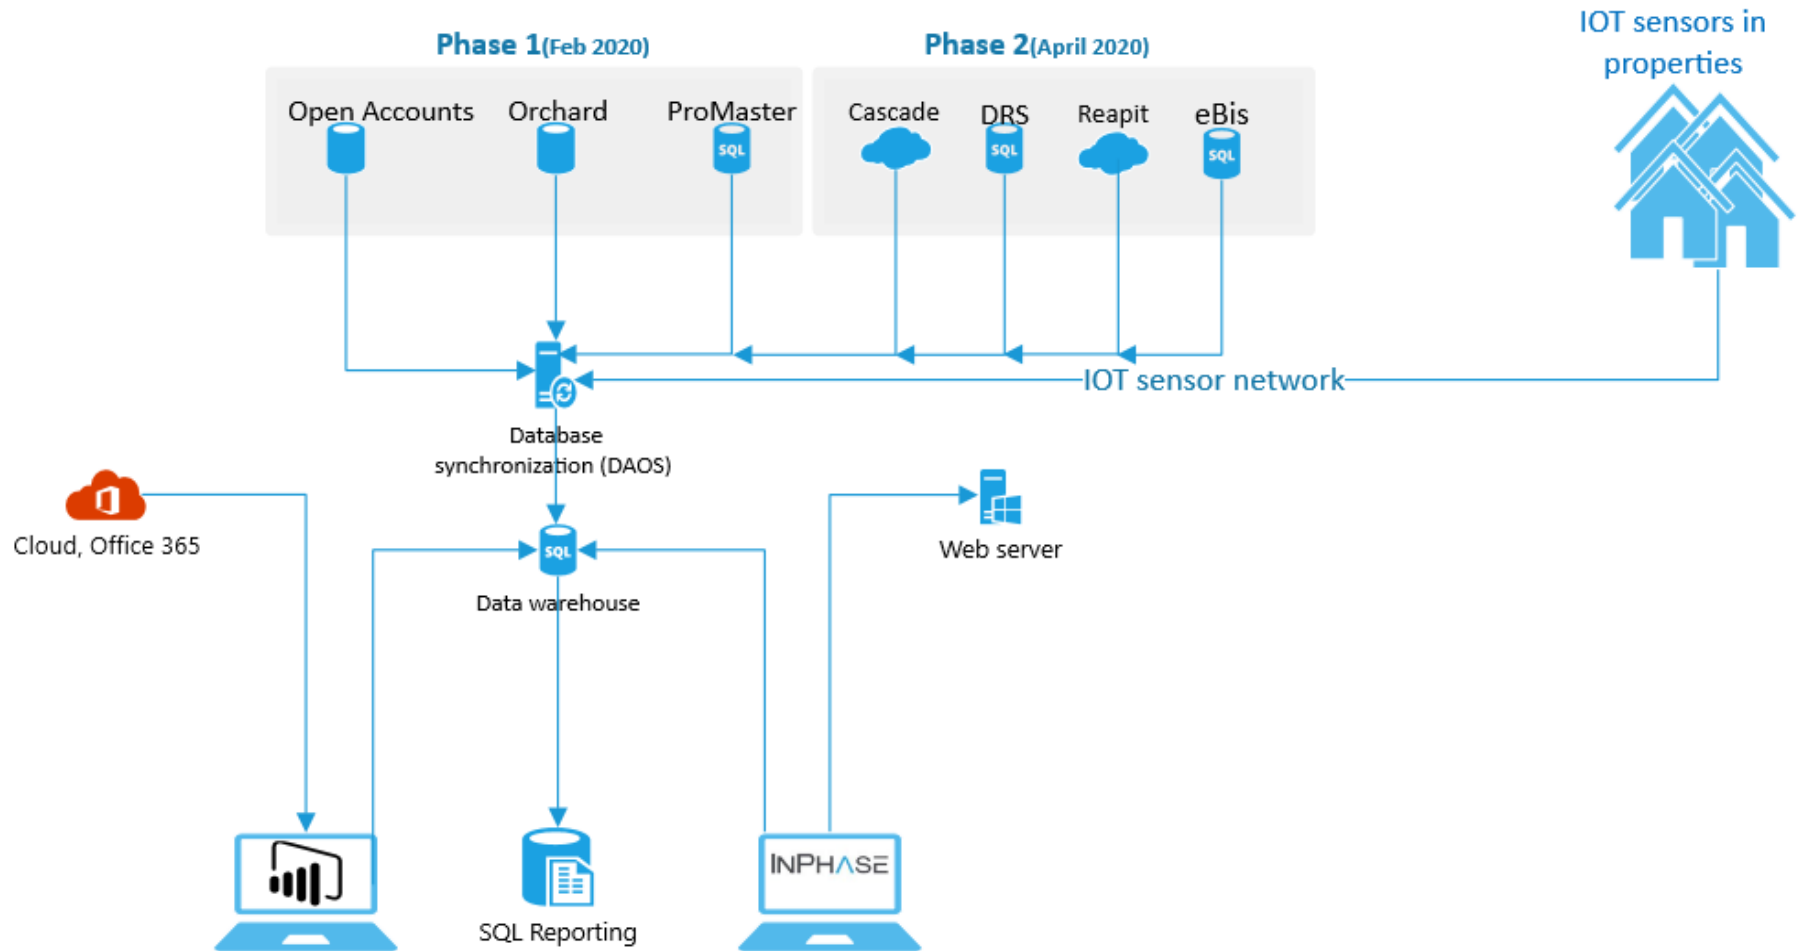 IOT sensors in
properties
Phase 1(Feb 2020)
Phase 2(April 2020)
Open Accounts
Orchard
ProMaster
SQL
Cascade
DRS
SQL
Reapit
eBis
SQL
IOT sensor network
Database
synchronization (DAOS)
Cloud, Office 365
SQL
Data warehouse
Web server
INPHASE
SQL Reporting